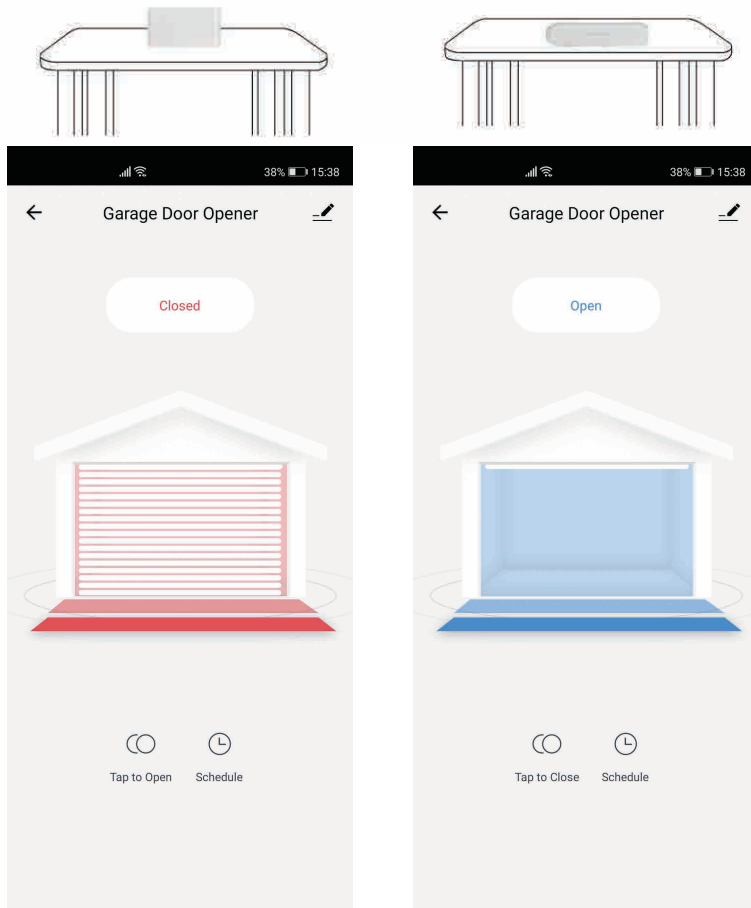 38% 15:38
Garage Door Opener
Closed
Tap to Open
Schedule
38% 15:38
Garage Door Opener
Open
Tap to Close
Schedule